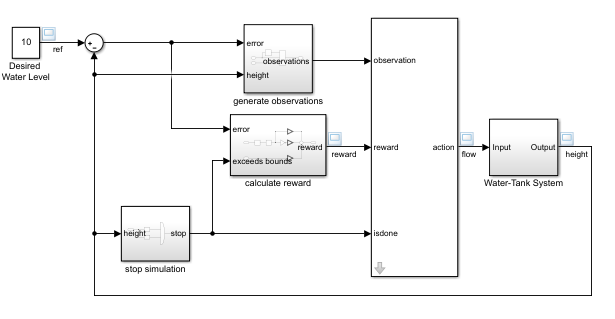 10
ref
Desired
Water Level
error
observations
height
generate observations
observation
error
reward
exceeds bounds
calculate reward
reward
reward
action
flow
Input
Output
height
Water-Tank System
height
stop
stop simulation
isdone